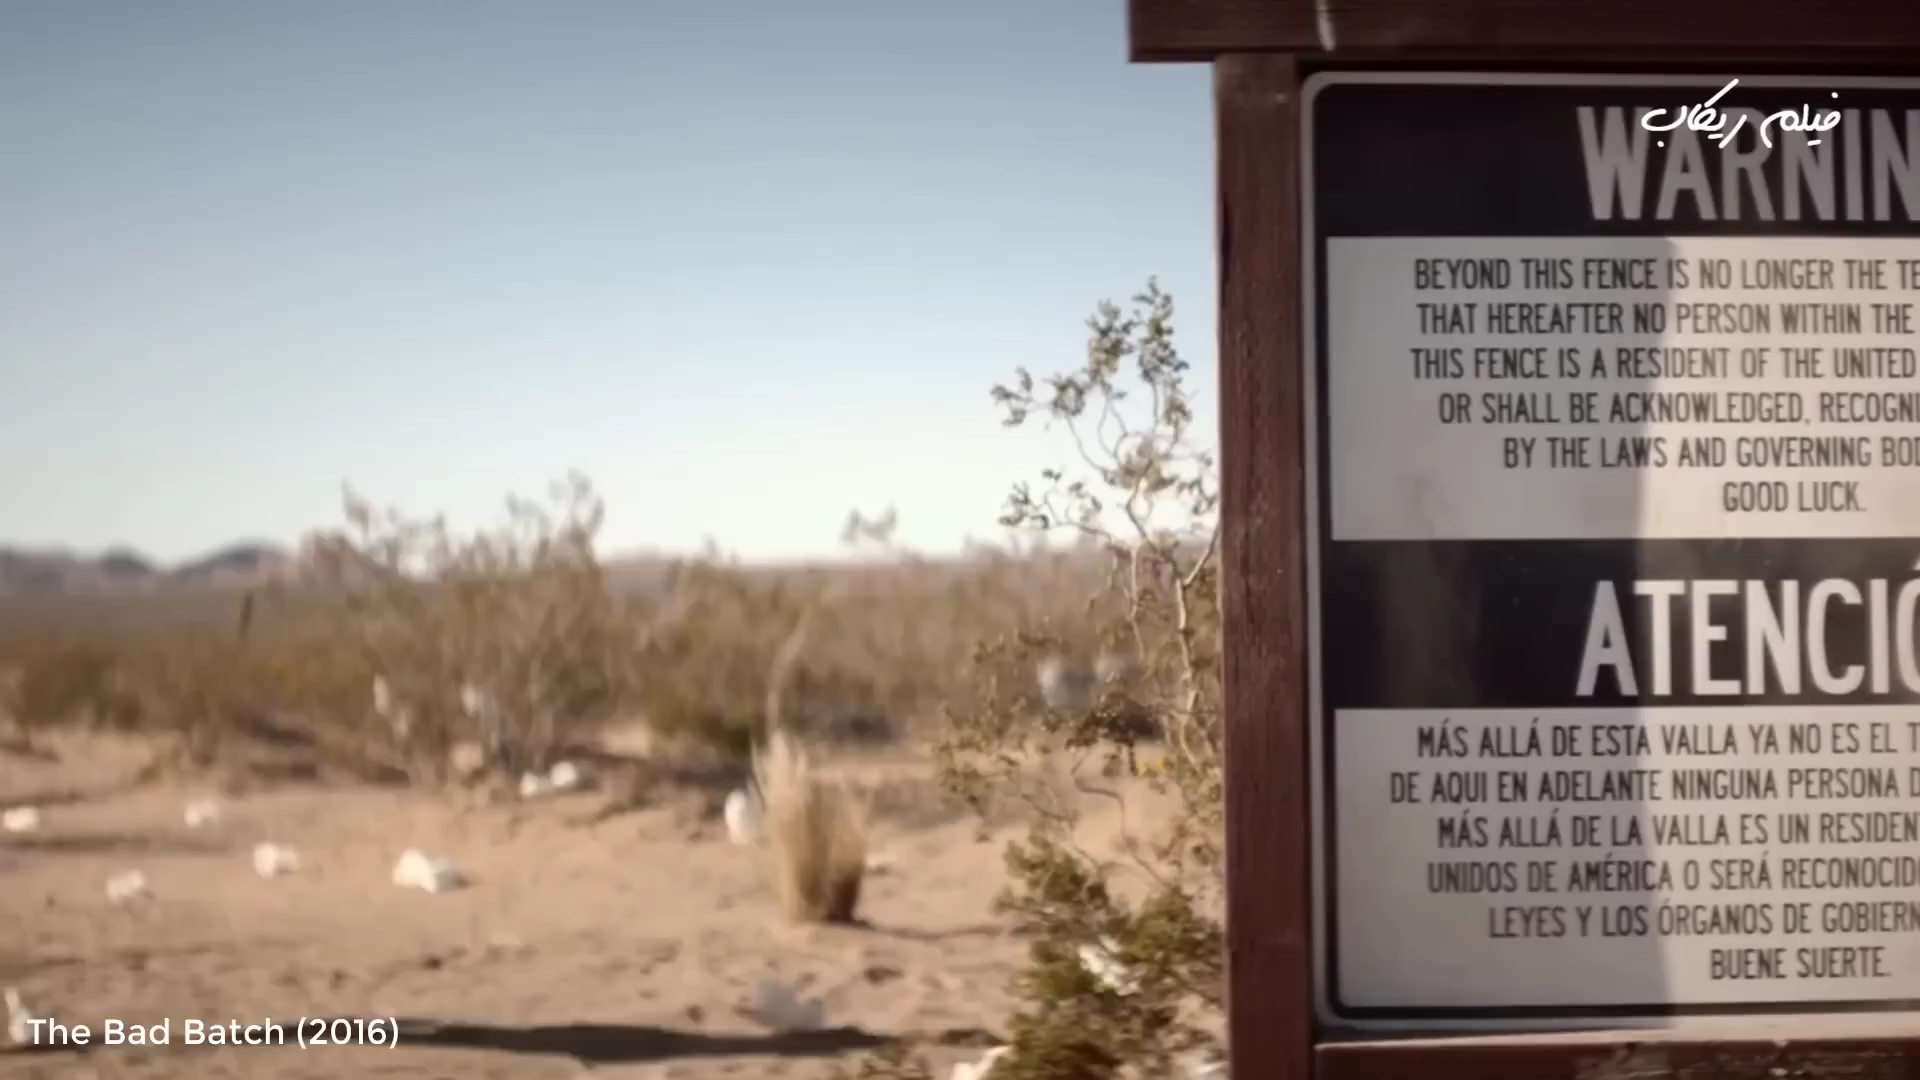 فیلم ریکاب
WARNIN
BEYOND THIS FENCE IS NO LONGER THE TE
THAT HEREAFTER NO PERSON WITHIN THE
THIS FENCE IS A RESIDENT OF THE UNITED
OR SHALL BE ACKNOWLEDGED, RECOGNI
BY THE LAWS AND GOVERNING BOD
GOOD LUCK.
ATENCIÓ
MÁS ALLÁ DE ESTA VALLA YA NO ES EL T
DE AQUI EN ADELANTE NINGUNA PERSONA D
MÁS ALLÁ DE LA VALLA ES UN RESIDEN
UNIDOS DE AMÉRICA O SERÁ RECONOCID
LEYES Y LOS ÓRGANOS DE GOBIERN
BUENE SUERTE.
The Bad Batch (2016)